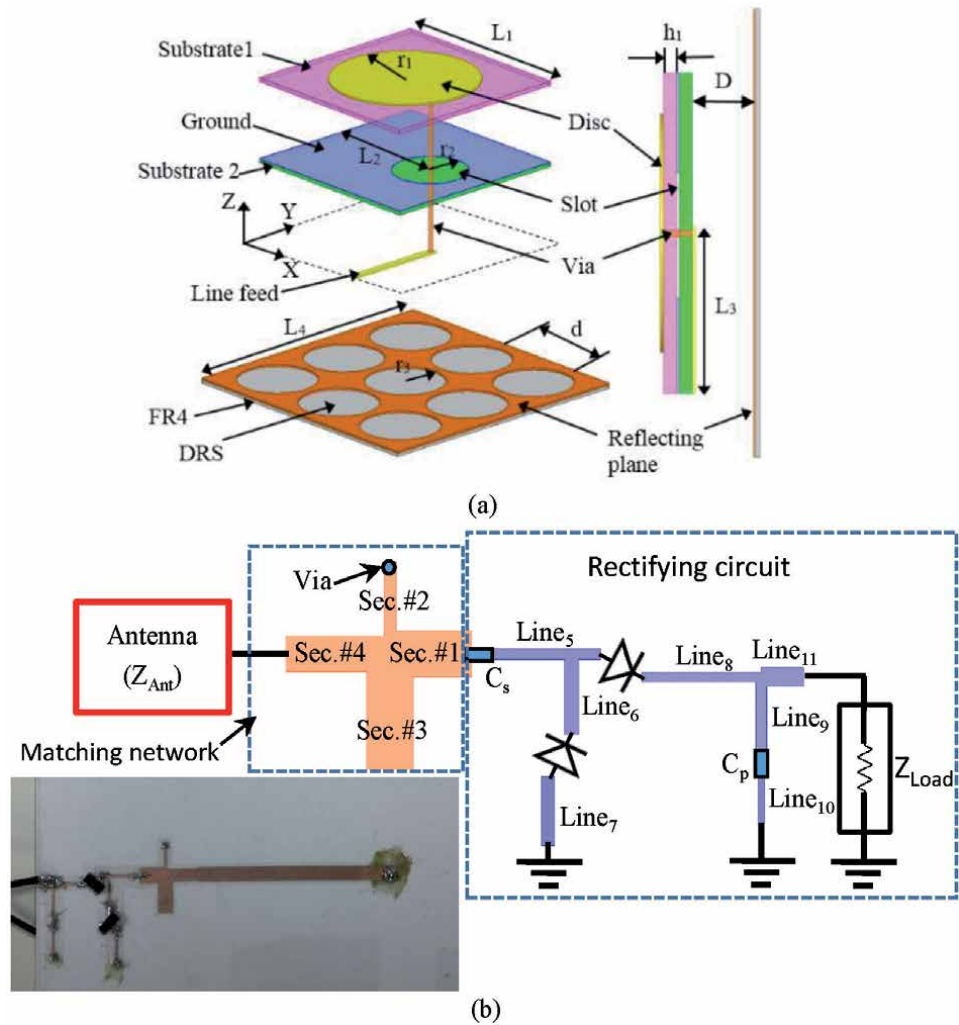 Substrate1
L1
r1
h1
D
Ground
Disc
L2
r2
Substrate 2
Slot
Z
Y
X
Via
Line feed
L3
L4
d
r3
FR4
DRS
Reflecting
plane
(a)
Via
Sec.#2
Rectifying circuit
Antenna
(ZAnt)
Sec.#4
Sec.#1
Cs
Line5
Line8
Line11
Line6
Sec.#3
Line9
Matching network
Cp
ZLoad
Line10
Line7
(b)